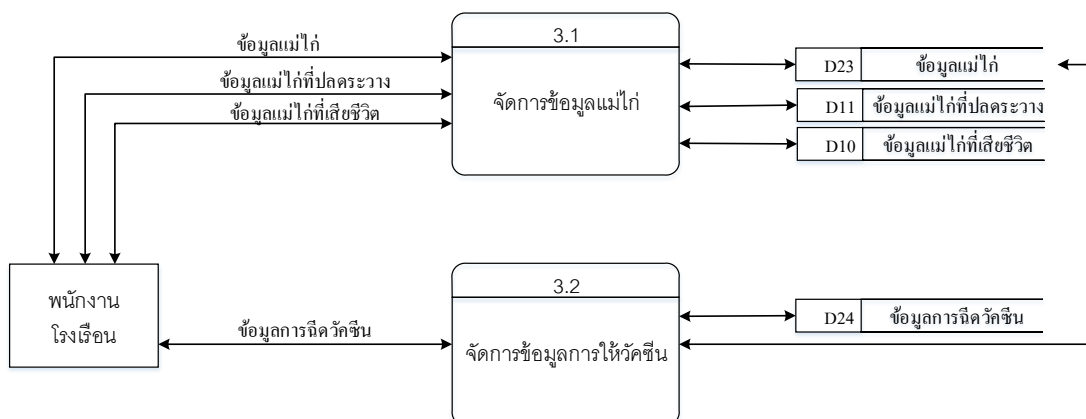 3.1
ข้อมูลแม่ไก่
ข้อมูลแม่ไก่ที่ปลดระวาง
ข้อมูลแม่ไก่ที่เสียชีวิต
จัดการข้อมูลแม่ไก่
D23 ข้อมูลแม่ไก่
D11 ข้อมูลแม่ไก่ที่ปลดระวาง
D10 ข้อมูลแม่ไก่ที่เสียชีวิต
พนักงาน
โรงเรือน
ข้อมูลการฉีดวัคซีน
3.2
จัดการข้อมูลการให้วัคซีน
D24 ข้อมูลการฉีดวัคซีน